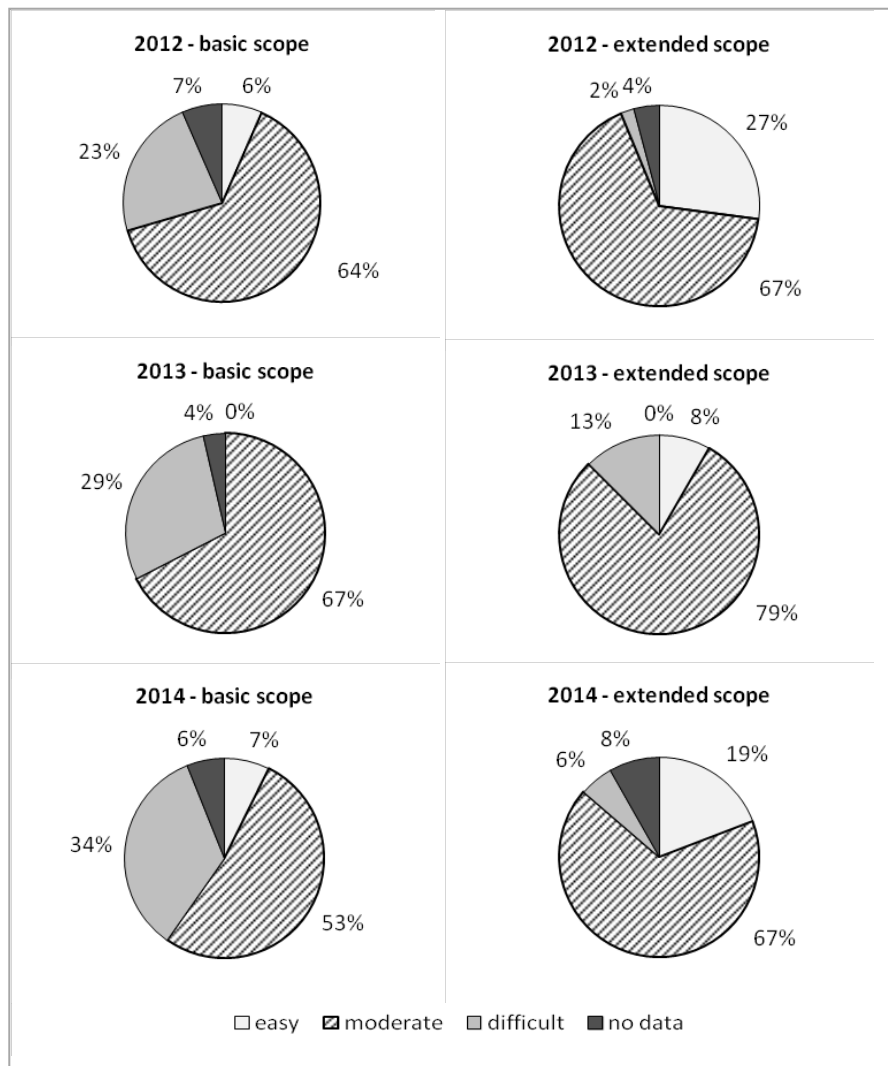 2012 - basic scope
7% 6%
23%
64%
2012 - extended scope
2% 4%
27%
67%
2013 - basic scope
4% 0%
29%
67%
2013 - extended scope
13% 0% 8%
79%
2014 - basic scope
6% 7%
34%
53%
2014 - extended scope
6% 8% 19%
67%
easy moderate difficult no data